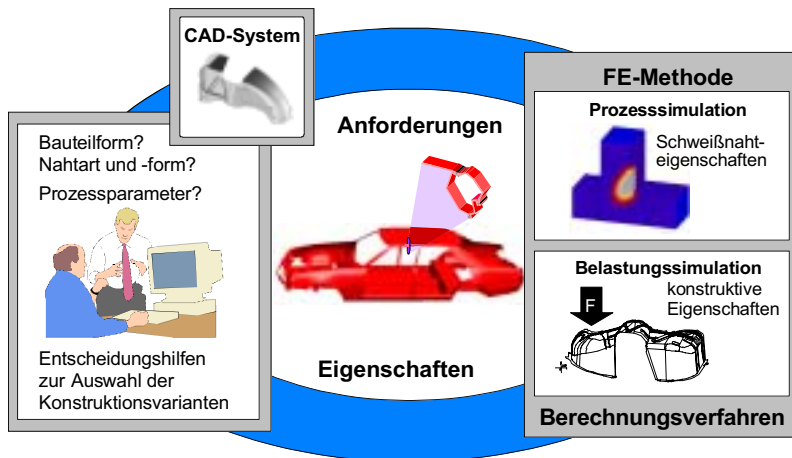 CAD-System
Bauteilform?
Nahtart und -form?
Prozessparameter?
Entscheidungshilfen
zur Auswahl der
Konstruktionsvarianten
Anforderungen
Eigenschaften
FE-Methode
Prozesssimulation
Schweißnaht-
eigenschaften
Belastungssimulation
konstruktive
Eigenschaften
F
Berechnungsverfahren